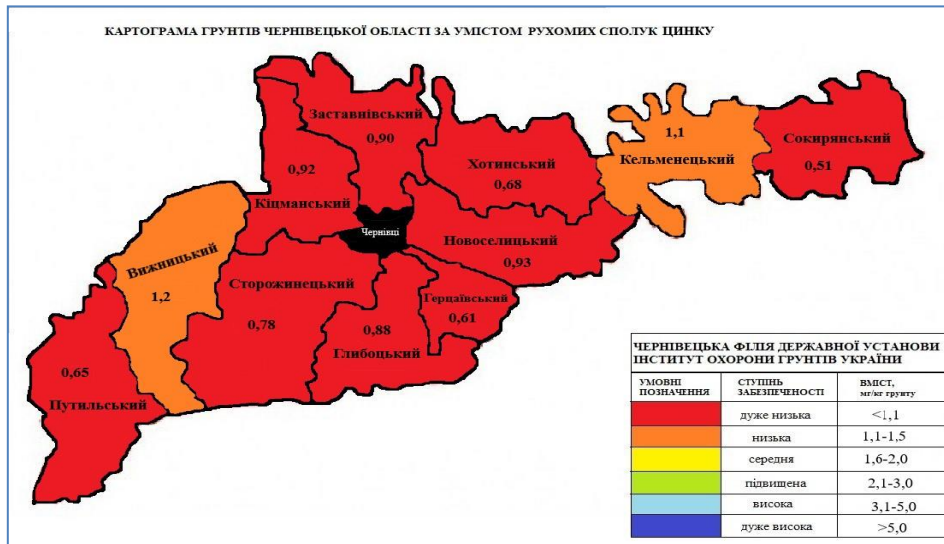 КАРТОГРАМА ГРУНТІВ ЧЕРНІВЕЦЬКОЇ ОБЛАСТІ ЗА УМІСТОМ РУХОМИХ СПОЛУК ЦИНКУ
Заставнівський
0,90
1,1
Кельменецький
Сокирянський
0,51
Хотинський
0,68
0,92
Кіцманський
Чернівці
Новоселицький
0,93
Вижницький
1,2
Сторожинецький
0,78
Герцаївський
0,61
0,88
Глибоцький
0,65
Путильський
ЧЕРНІВЕЦЬКА ФІЛІЯ ДЕРЖАВНОЇ УСТАНОВИ
ІНСТИТУТ ОХОРОНИ ГРУНТІВ УКРАЇНИ
УМОВНІ ПОЗНАЧЕННЯ
СТУПІНЬ ЗАБЕЗПЕЧЕНОСТІ
ВМІСТ, мг/кг грунту
дуже низька <1,1
низька 1,1-1,5
середня 1,6-2,0
підвищена 2,1-3,0
висока 3,1-5,0
дуже висока >5,0